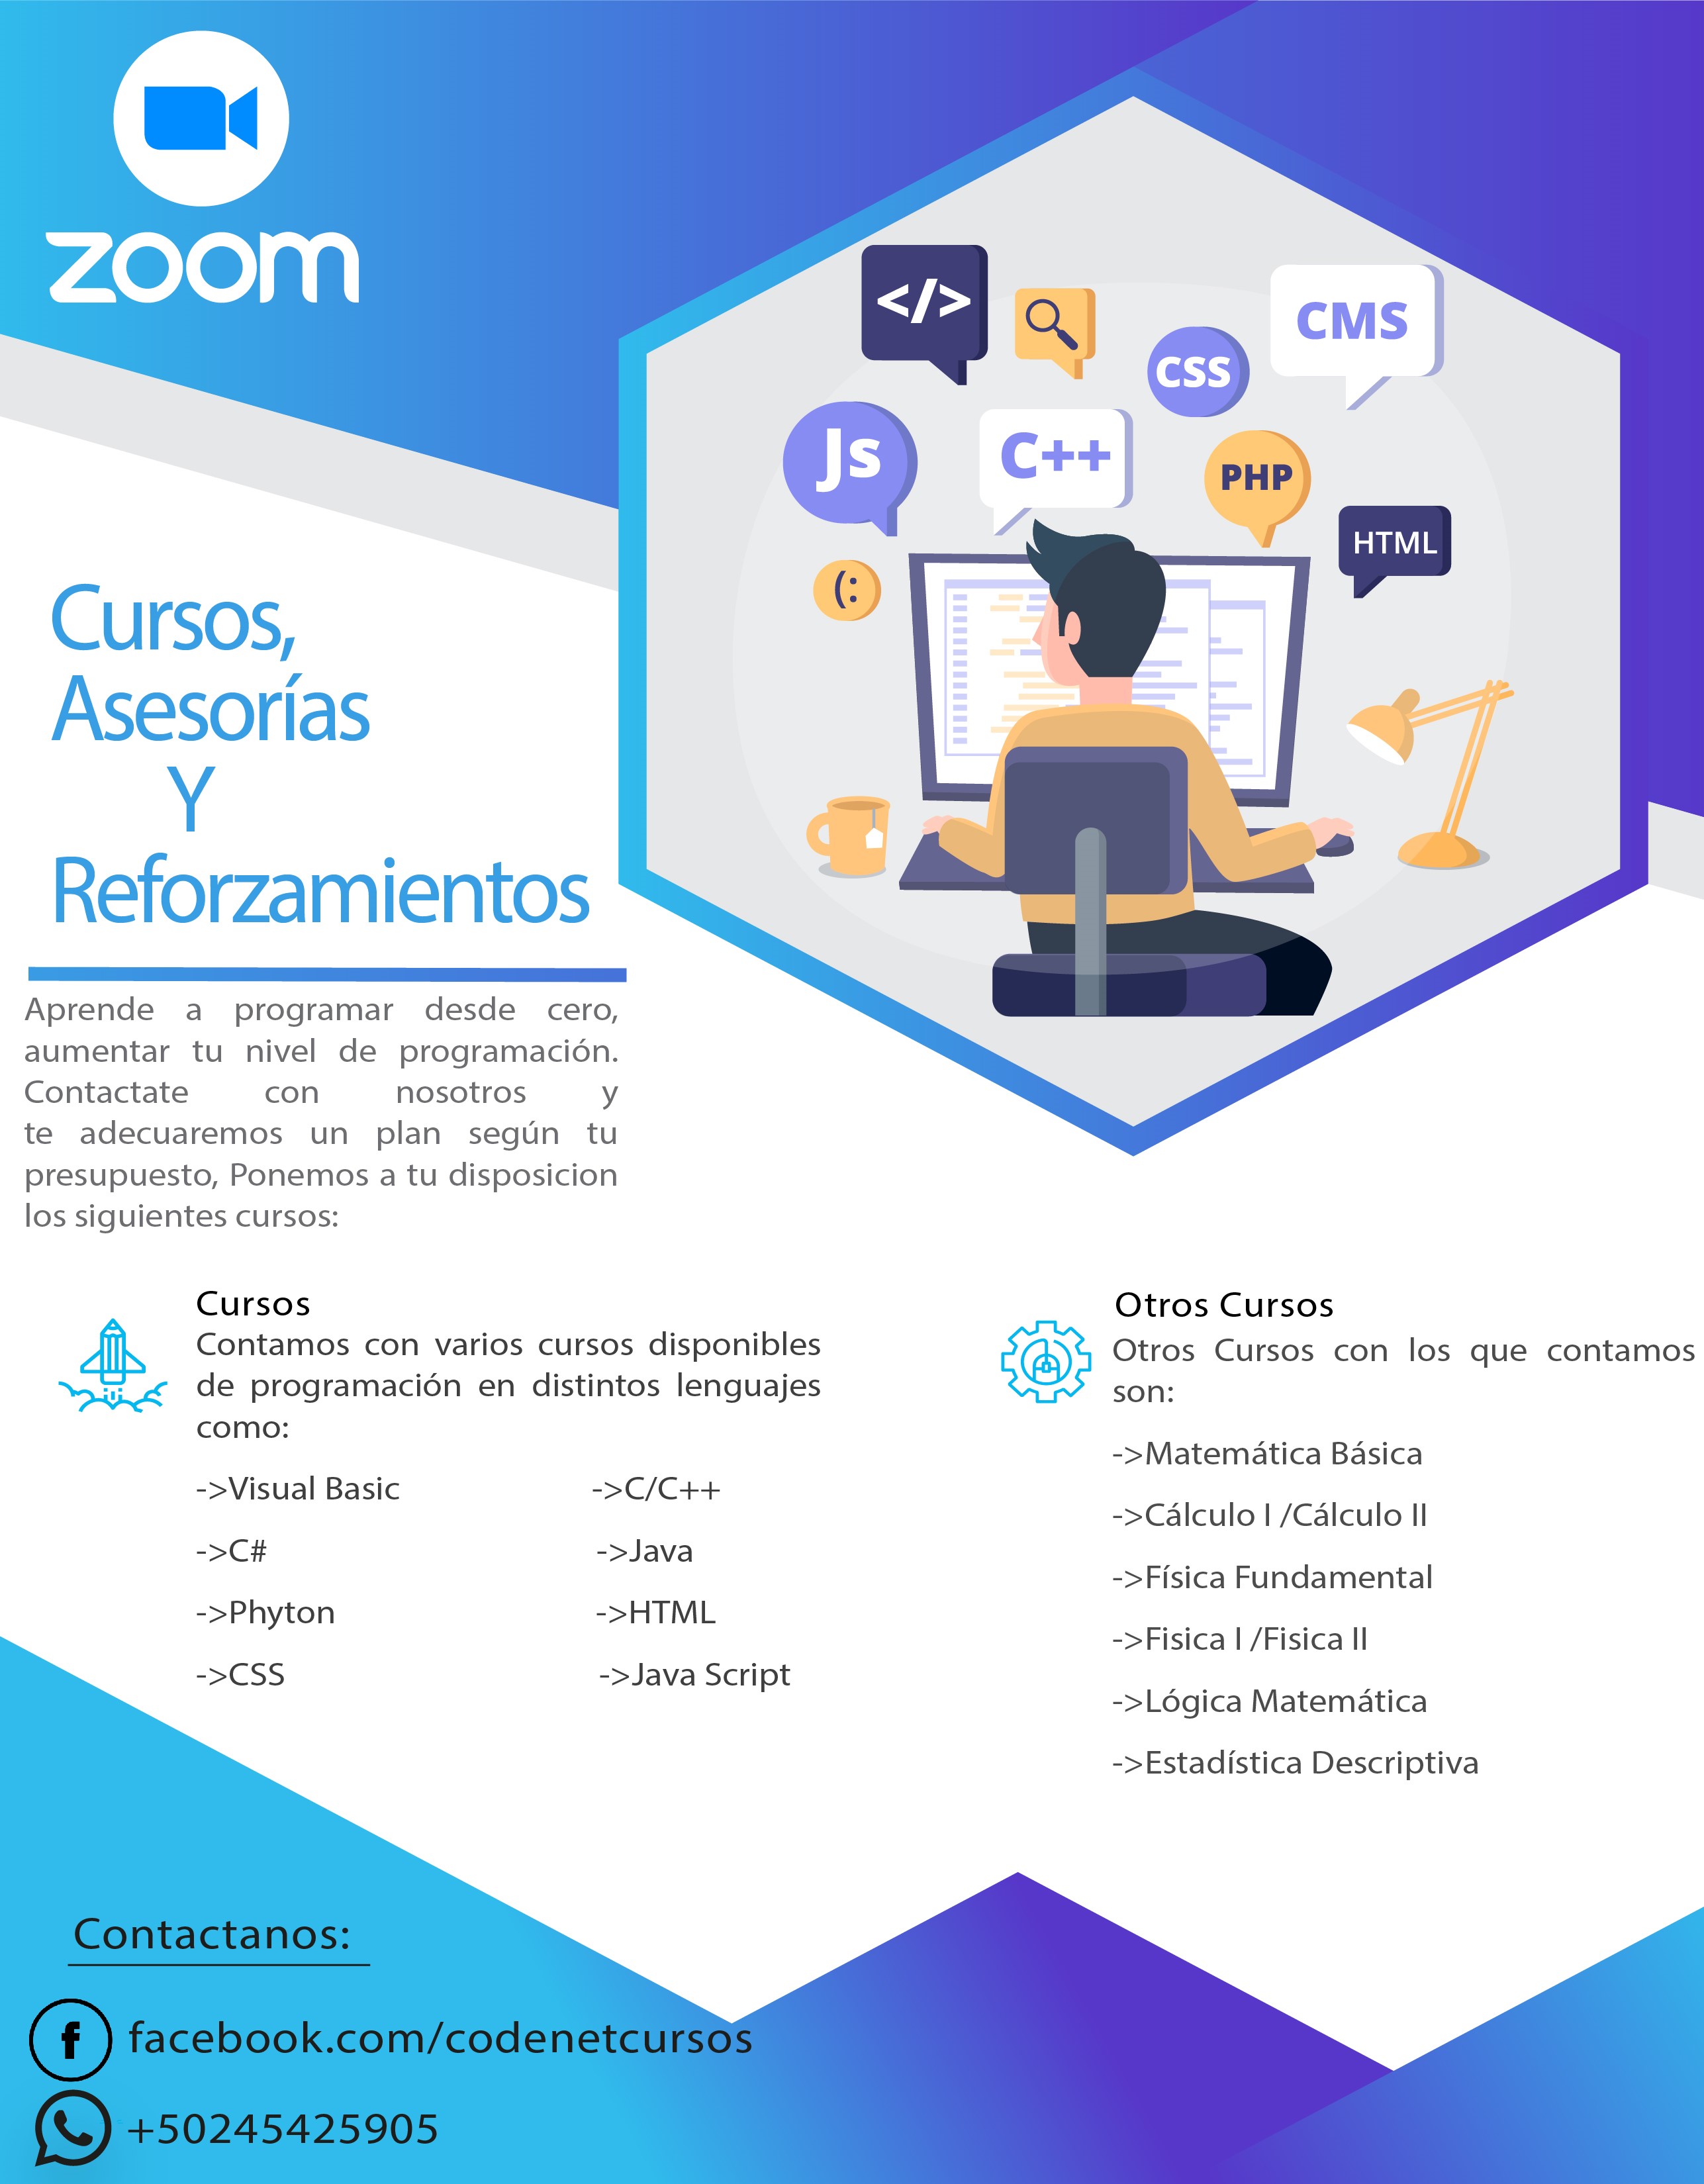 zoom
</>
CMS
CSS
Js
C++
PHP
HTML
(:
Cursos,
Asesorías
Y
Reforzamientos
Aprende a programar desde cero,
aumentar tu nivel de programación.
Contactate con nosotros y
te adecuaremos un plan según tu
presupuesto, Ponemos a tu disposicion
los siguientes cursos:
Cursos
Contamos con varios cursos disponibles
de programación en distintos lenguajes
como:
->Visual Basic ->C/C++
->C# ->Java
->Phyton ->HTML
->CSS ->Java Script
Otros Cursos
Otros Cursos con los que contamos
son:
->Matemática Básica
->Cálculo I /Cálculo II
->Física Fundamental
->Fisica I /Fisica II
->Lógica Matemática
->Estadística Descriptiva
Contactanos:
facebook.com/codenetcursos
+50245425905